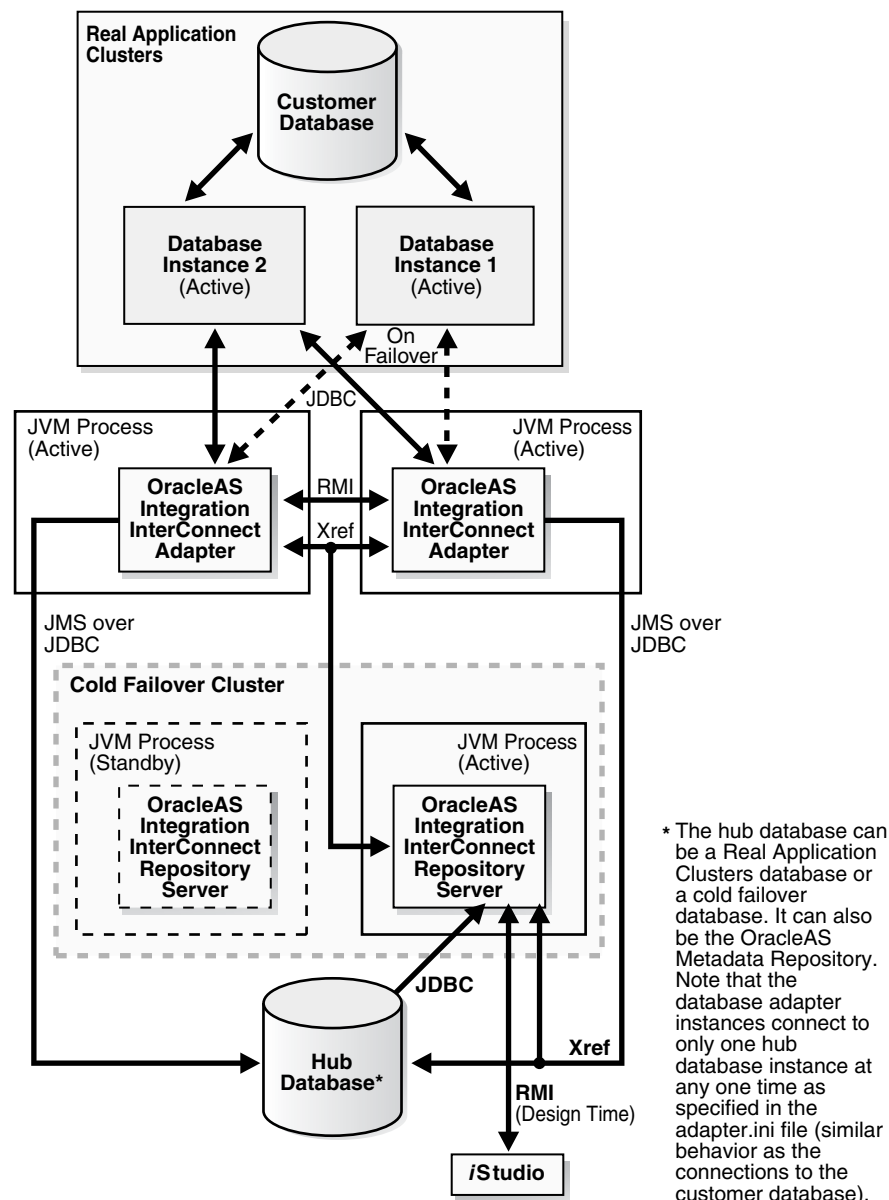 Real Application
Clusters
Customer
Database
Database
Instance 2
(Active)
Database
Instance 1
(Active)
On
Failover
JDBC
JVM Process
(Active)
JVM Process
(Active)
OracleAS
Integration
InterConnect
Adapter
RMI
Xref
OracleAS
Integration
InterConnect
Adapter
JMS over
JDBC
JMS over
JDBC
Cold Failover Cluster
JVM Process
(Standby)
JVM Process
(Active)
OracleAS
Integration
InterConnect
Repository
Server
OracleAS
Integration
InterConnect
Repository
Server
JDBC
Hub
Database*
Xref
RMI
(Design Time)
iStudio
* The hub database can
be a Real Application
Clusters database or
a cold failover
database. It can also
be the OracleAS
Metadata Repository.
Note that the
database adapter
instances connect to
only one hub
database instance at
any one time as
specified in the
adapter.ini file (similar
behavior as the
connections to the
customer database).